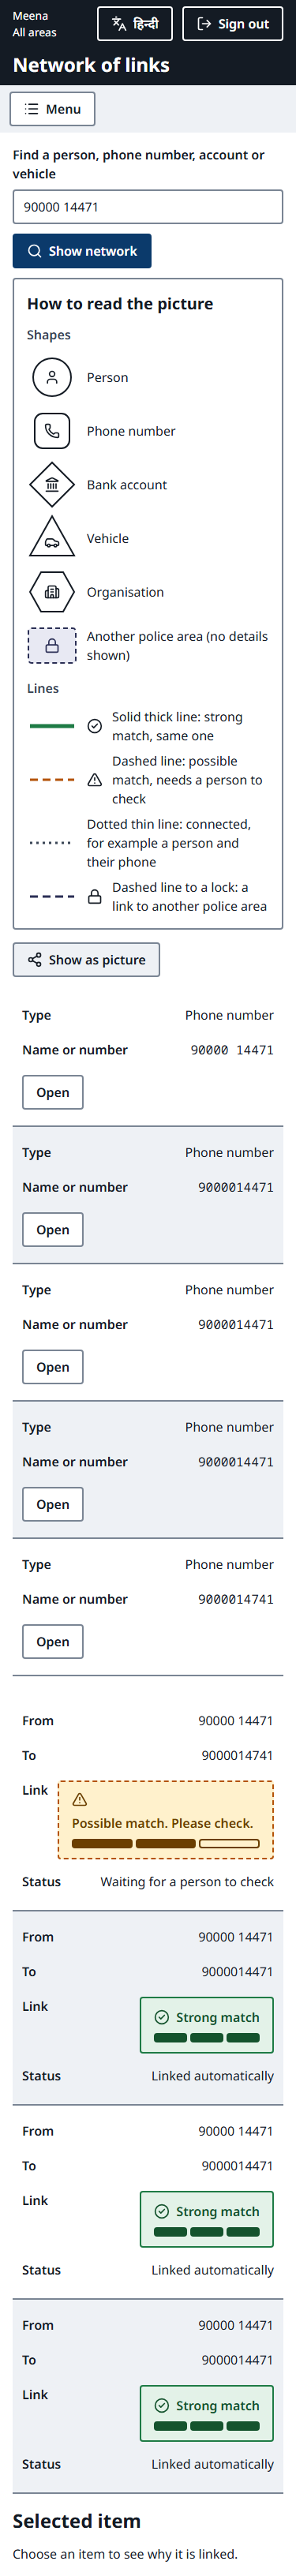 Meena
All areas
हिन्दी
Sign out
Network of links
Menu
Find a person, phone number, account or
vehicle
90000 14471
Show network
How to read the picture
Shapes
Person
Phone number
Bank account
Vehicle
Organisation
Another police area (no details
shown)
Lines
Solid thick line: strong
match, same one
Dashed line: possible
match, needs a person to
check
Dotted thin line: connected,
for example a person and
their phone
Dashed line to a lock: a
link to another police area
Show as picture
Type Phone number
Name or number 90000 14471
Open
Type Phone number
Name or number 9000014471
Open
Type Phone number
Name or number 9000014471
Open
Type Phone number
Name or number 9000014471
Open
Type Phone number
Name or number 9000014741
Open
From 90000 14471
To 9000014741
Link
Possible match. Please check.
Status Waiting for a person to check
From 90000 14471
To 9000014471
Link Strong match
Status Linked automatically
From 90000 14471
To 9000014471
Link Strong match
Status Linked automatically
From 90000 14471
To 9000014471
Link Strong match
Status Linked automatically
Selected item
Choose an item to see why it is linked.